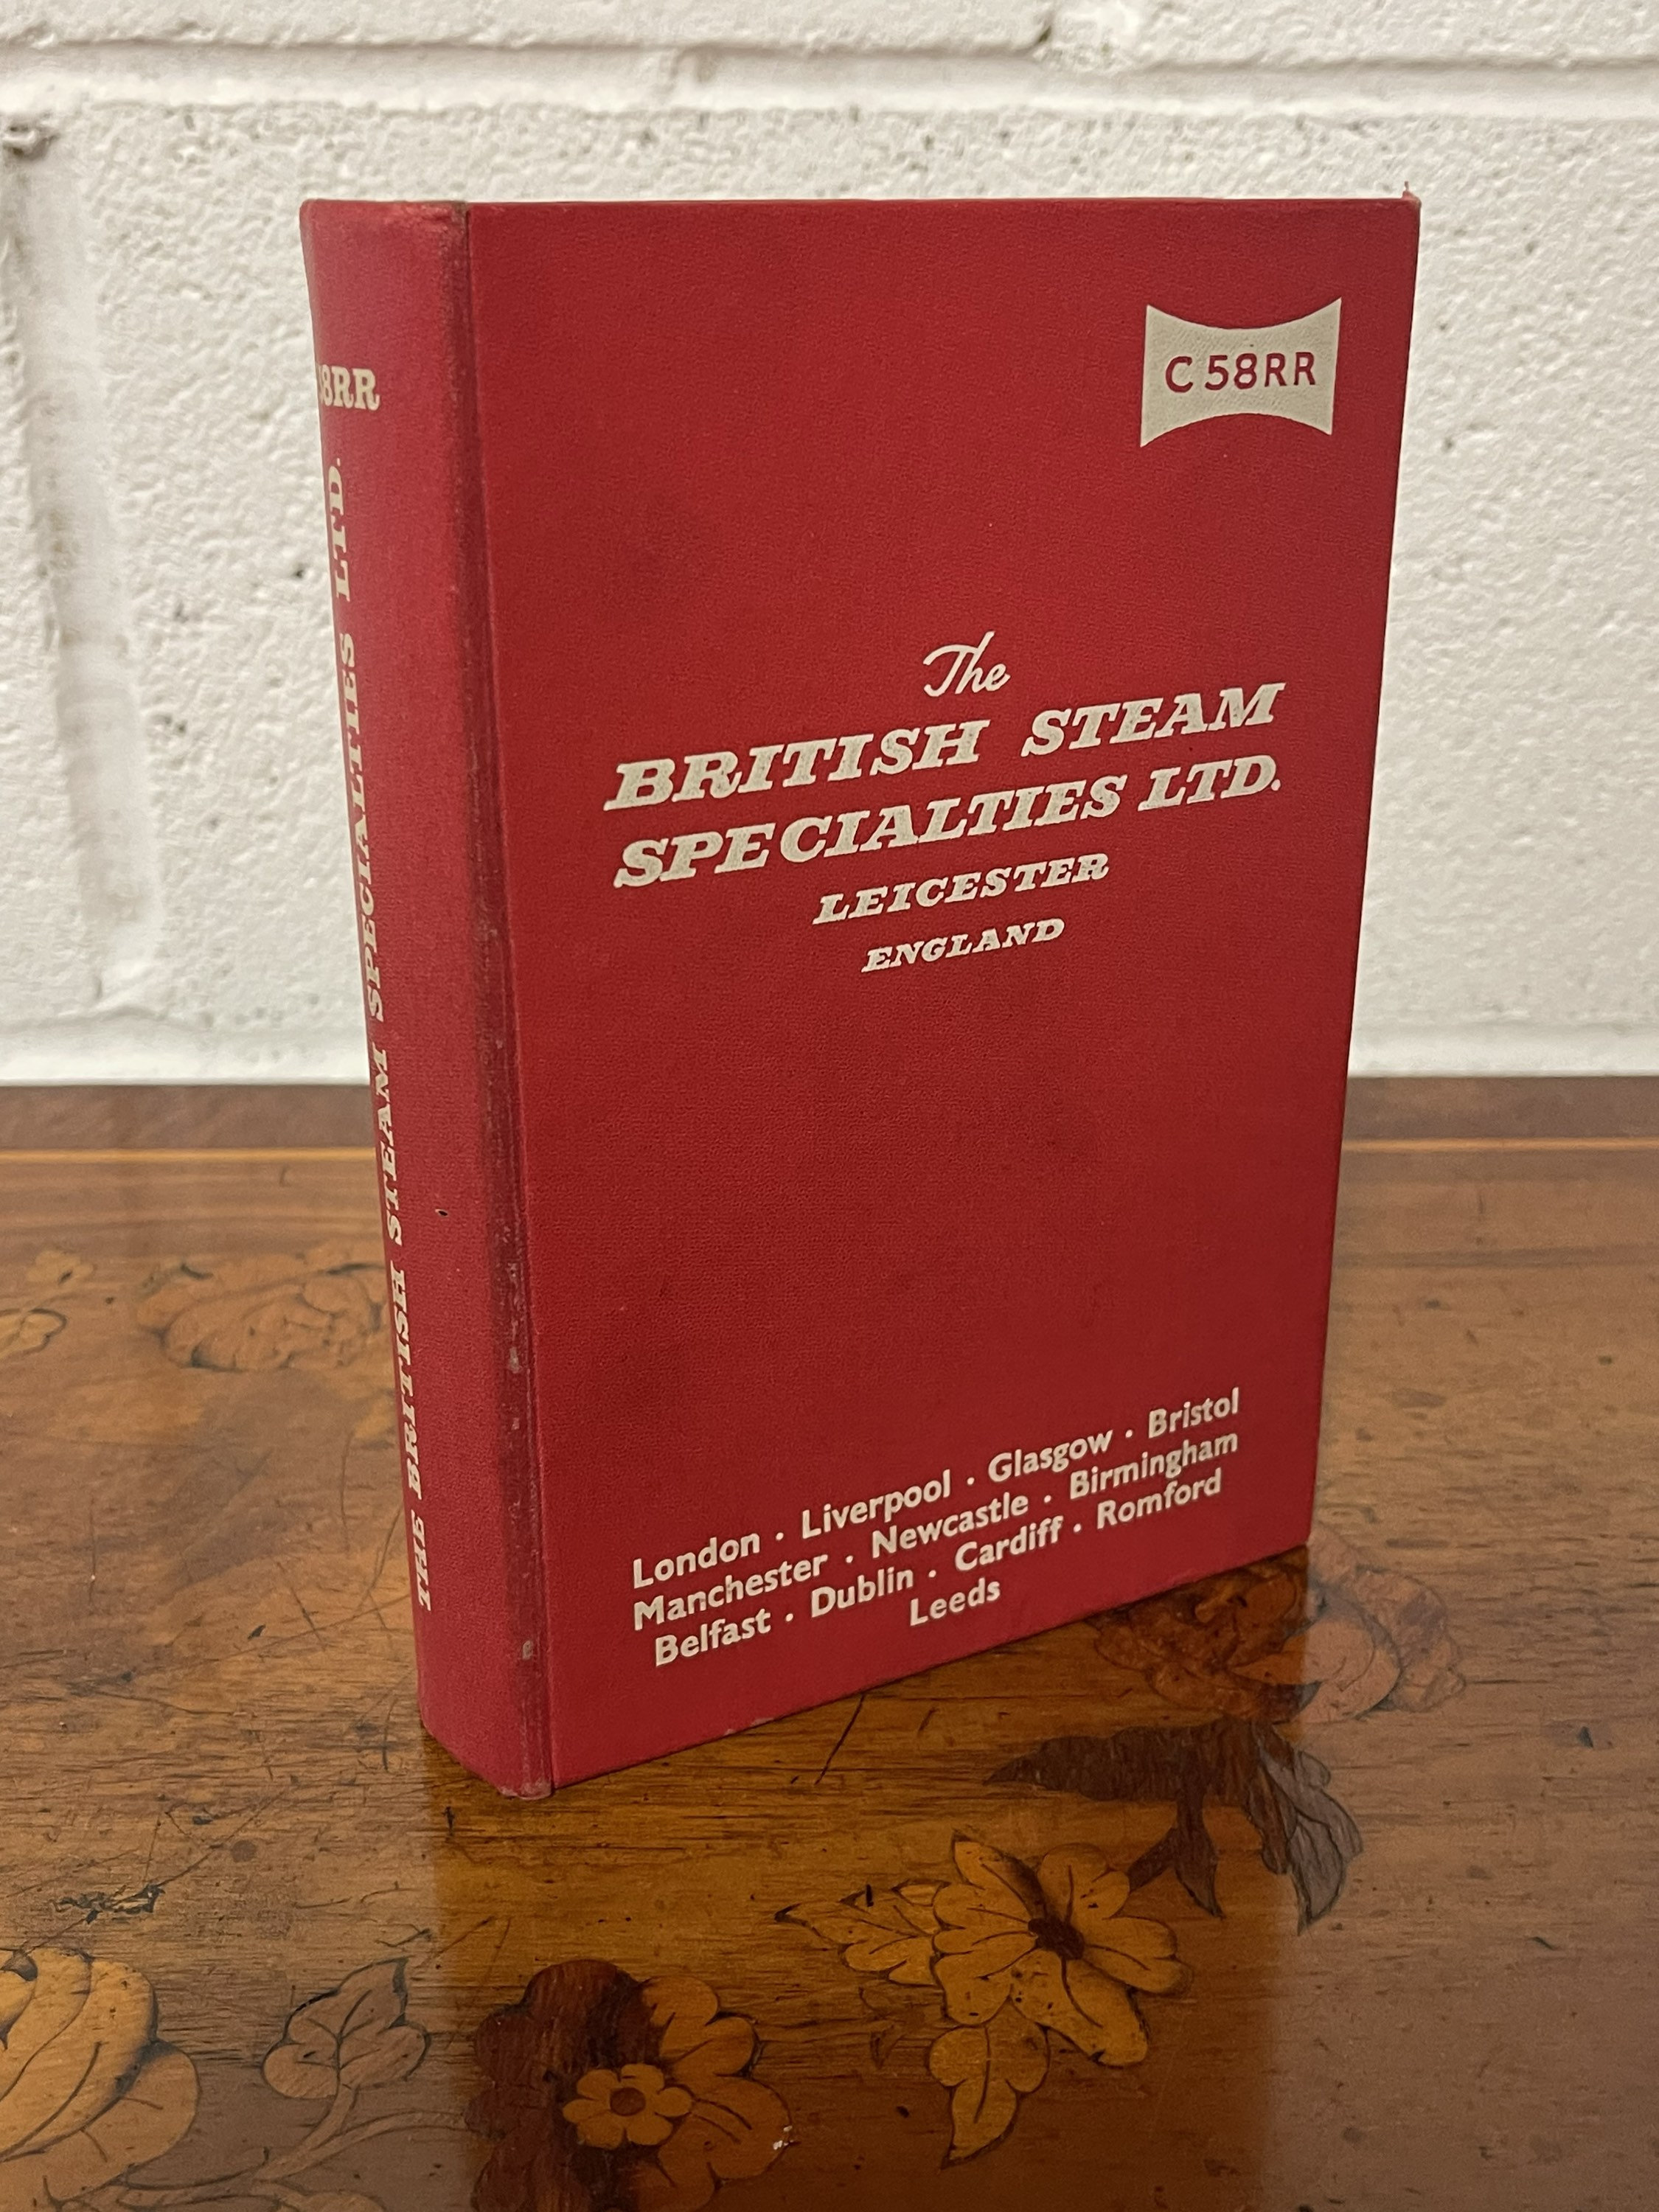 C 58RR
The
BRITISH STEAM
SPECIALTIES LTD.
LEICESTER
ENGLAND
London · Liverpool · Glasgow · Bristol
Manchester · Newcastle · Birmingham
Belfast · Dublin · Cardiff · Romford
Leeds
THE BRITISH STEAM SPECIALTIES LTD.
58RR